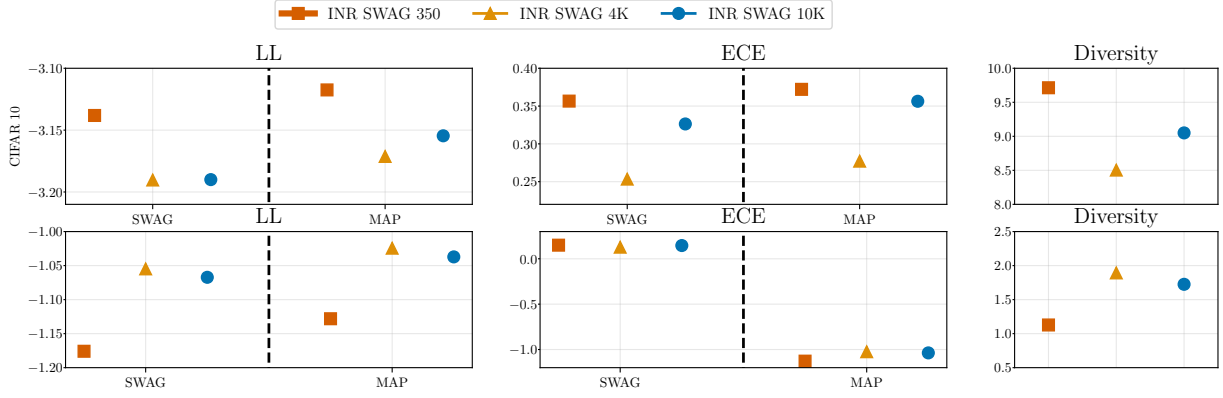 INR SWAG 350 INR SWAG 4K INR SWAG 10K
LL ECE Diversity
CIFAR 10
−3.10 0.40 10.0
−3.15 0.35 9.5
−3.20 0.30 9.0
0.25 8.5
8.0
SWAG MAP SWAG MAP
LL ECE Diversity
−1.00 0.0 2.5
−1.05 −0.5 2.0
−1.10 −1.0 1.5
−1.15 1.0
−1.20 0.5
SWAG MAP SWAG MAP